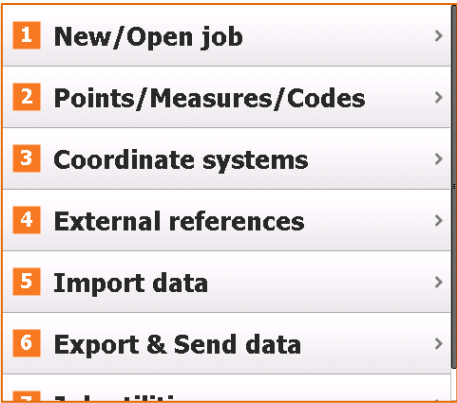 1 New/Open job
2 Points/Measures/Codes
3 Coordinate systems
4 External references
5 Import data
6 Export & Send data